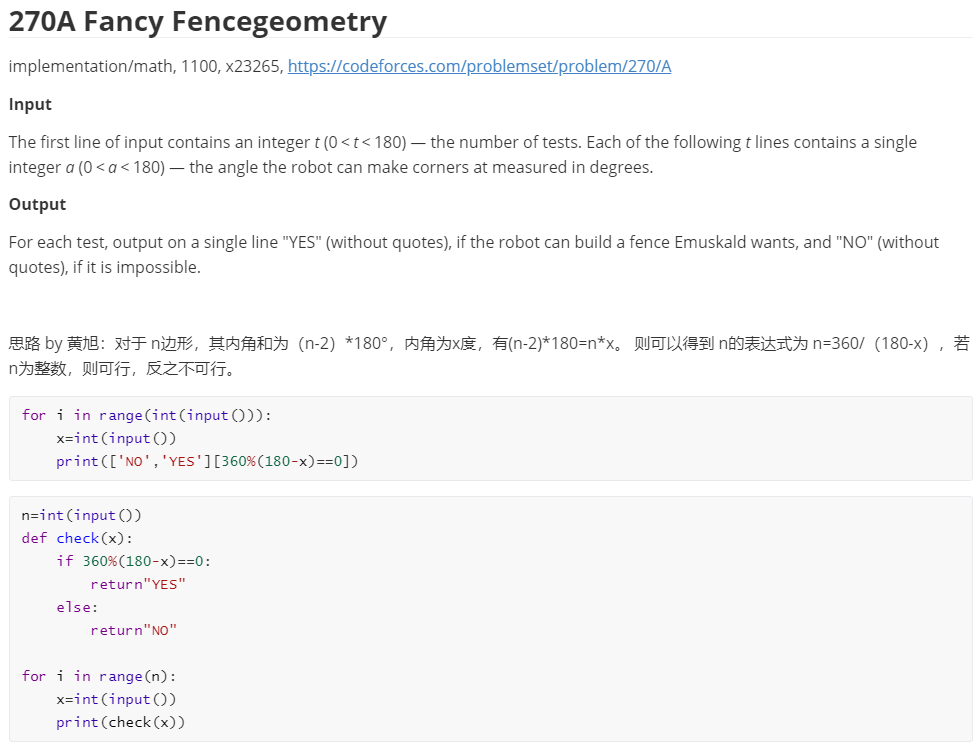 270A Fancy Fencegeometry
implementation/math, 1100, x23265, https://codeforces.com/problemset/problem/270/A
Input
The first line of input contains an integer t (0 < t < 180) — the number of tests. Each of the following t lines contains a single
integer a (0 < a < 180) — the angle the robot can make corners at measured in degrees.
Output
For each test, output on a single line "YES" (without quotes), if the robot can build a fence Emuskald wants, and "NO" (without
quotes), if it is impossible.
思路 by 黄旭：对于 n边形，其内角和为（n-2）*180°，内角为x度，有(n-2)*180=n*x。 则可以得到 n的表达式为 n=360/（180-x），若
n为整数，则可行，反之不可行。
for i in range(int(input())):
    x=int(input())
    print(['NO','YES'][360%(180-x)==0])
n=int(input())
def check(x):
    if 360%(180-x)==0:
        return"YES"
    else:
        return"NO"
for i in range(n):
    x=int(input())
    print(check(x))